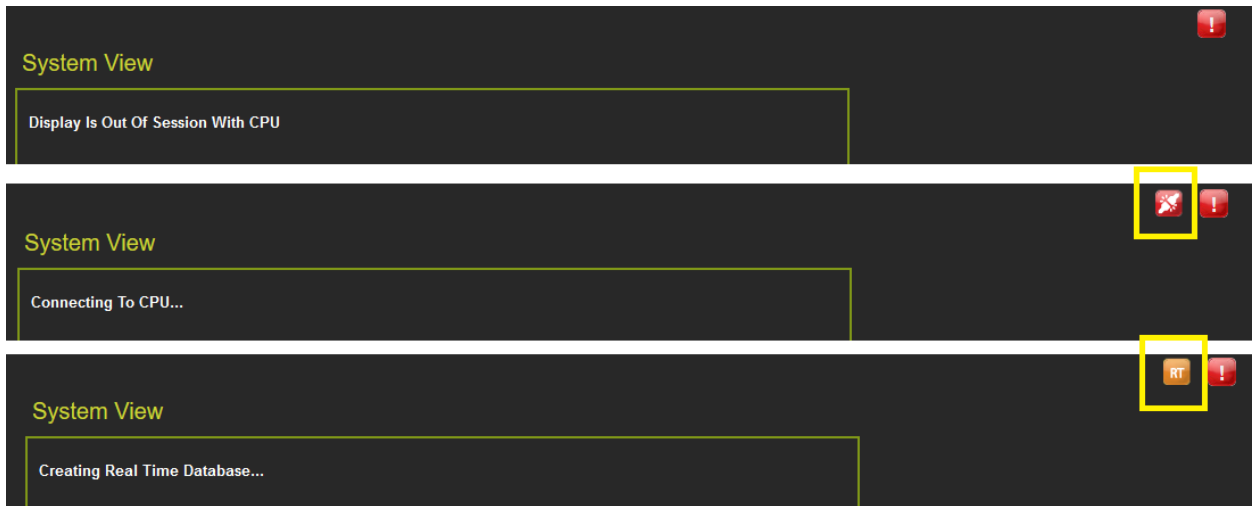 !
System View
Display Is Out Of Session With CPU
!
System View
Connecting To CPU...
RT !
System View
Creating Real Time Database...